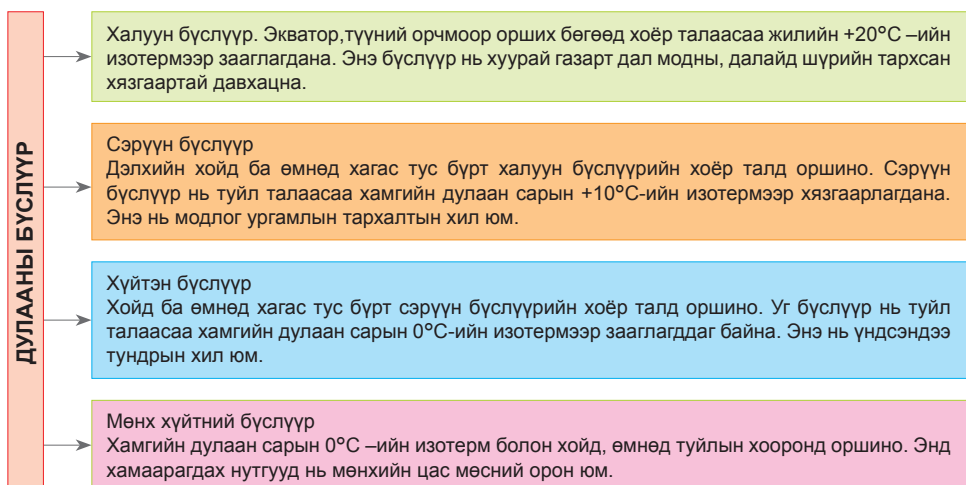 ДУЛААНЫ БҮСЛҮҮР
Халуун бүслүүр. Экватор,түүний орчмоор орших бөгөөд хоёр талаасаа жилийн +20°С –ийн
изотермээр зааглагдана. Энэ бүслүүр нь хуурай газарт дал модны, далайд шүрийн тархсан
хязгаартай давхацна.
Сэрүүн бүслүүр
Дэлхийн хойд ба өмнөд хагас тус бүрт халуун бүслүүрийн хоёр талд оршино. Сэрүүн
бүслүүр нь туйл талаасаа хамгийн дулаан сарын +10°С-ийн изотермээр хязгаарлагдана.
Энэ нь модлог ургамлын тархалтын хил юм.
Хүйтэн бүслүүр
Хойд ба өмнөд хагас тус бүрт сэрүүн бүслүүрийн хоёр талд оршино. Уг бүслүүр нь туйл
талаасаа хамгийн дулаан сарын 0°С-ийн изотермээр зааглагддаг байна. Энэ нь үндсэндээ
тундрын хил юм.
Мөнх хүйтний бүслүүр
Хамгийн дулаан сарын 0°С –ийн изотерм болон хойд, өмнөд туйлын хооронд оршино. Энд
хамаарагдах нутгууд нь мөнхийн цас мөсний орон юм.